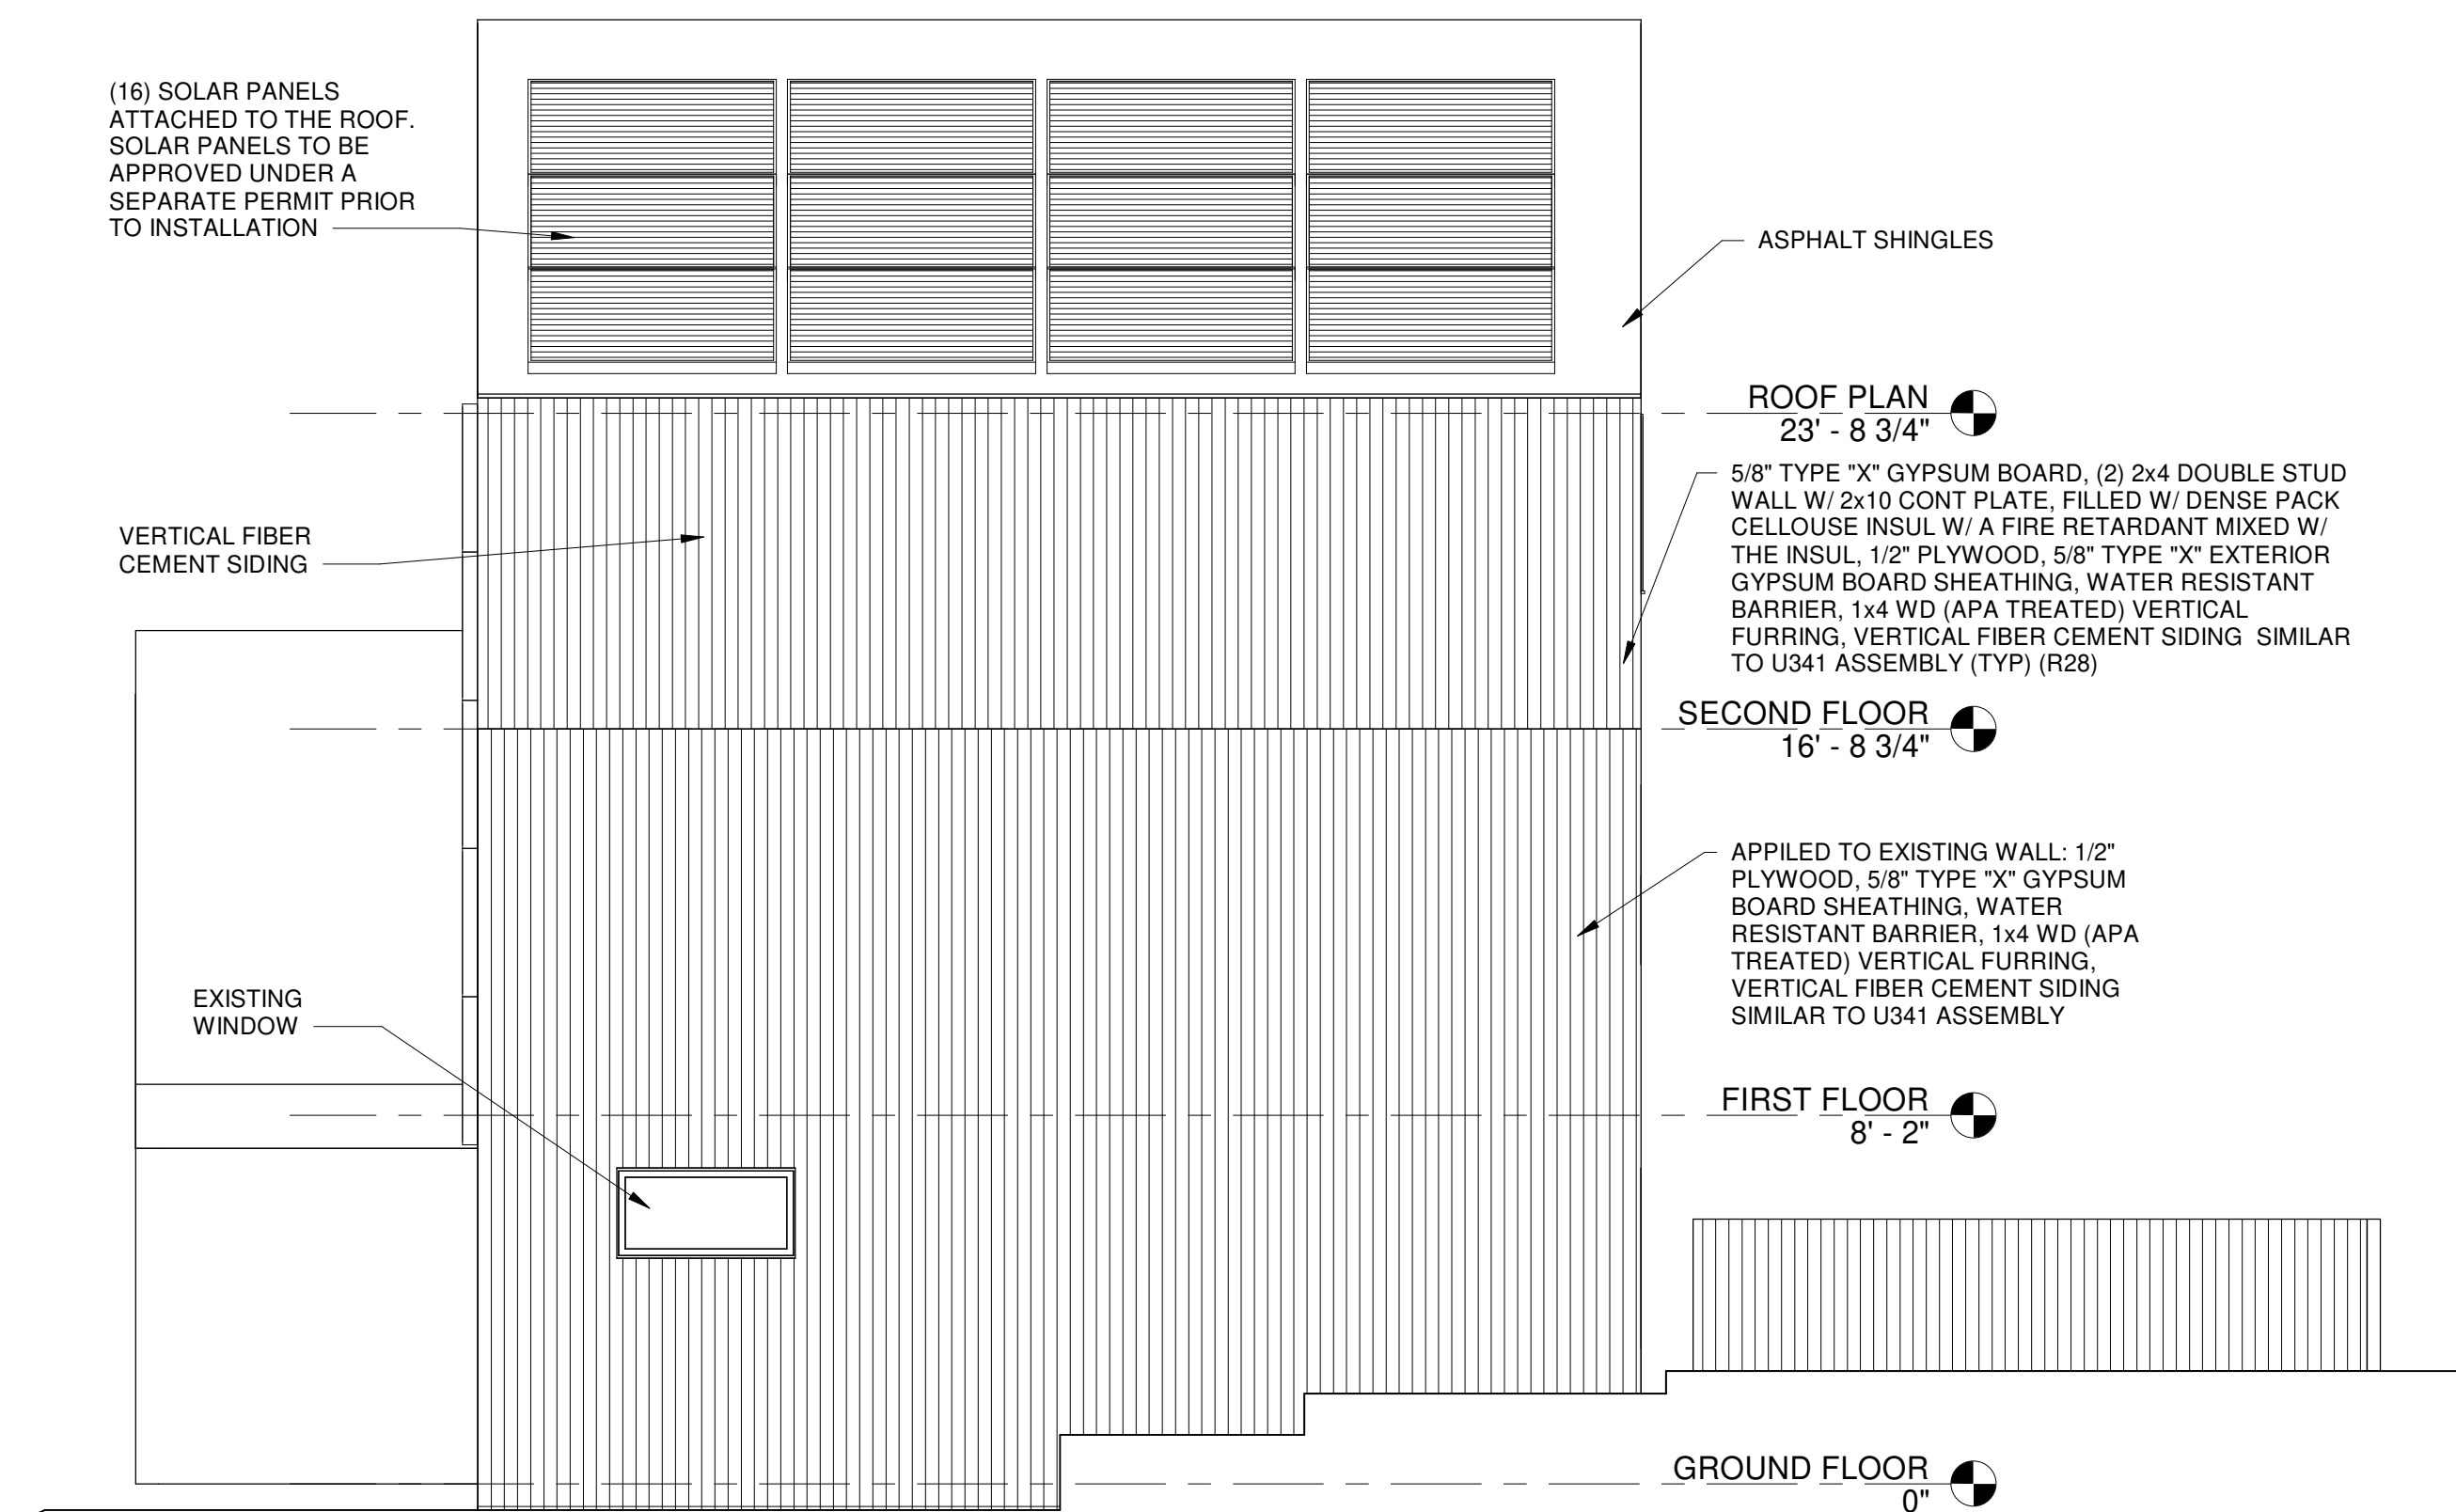 (16) SOLAR PANELS
ATTACHED TO THE ROOF.
SOLAR PANELS TO BE
APPROVED UNDER A
SEPARATE PERMIT PRIOR
TO INSTALLATION
ASPHALT SHINGLES
ROOF PLAN
23' - 8 3/4"
5/8" TYPE "X" GYPSUM BOARD, (2) 2x4 DOUBLE STUD
WALL W/ 2x10 CONT PLATE, FILLED W/ DENSE PACK
CELLOUSE INSUL W/ A FIRE RETARDANT MIXED W/
THE INSUL, 1/2" PLYWOOD, 5/8" TYPE "X" EXTERIOR
GYPSUM BOARD SHEATHING, WATER RESISTANT
BARRIER, 1x4 WD (APA TREATED) VERTICAL
FURRING, VERTICAL FIBER CEMENT SIDING  SIMILAR
TO U341 ASSEMBLY (TYP) (R28)
VERTICAL FIBER
CEMENT SIDING
SECOND FLOOR
16' - 8 3/4"
APPILED TO EXISTING WALL: 1/2"
PLYWOOD, 5/8" TYPE "X" GYPSUM
BOARD SHEATHING, WATER
RESISTANT BARRIER, 1x4 WD (APA
TREATED) VERTICAL FURRING,
VERTICAL FIBER CEMENT SIDING
SIMILAR TO U341 ASSEMBLY
EXISTING
WINDOW
FIRST FLOOR
8' - 2"
GROUND FLOOR
0"